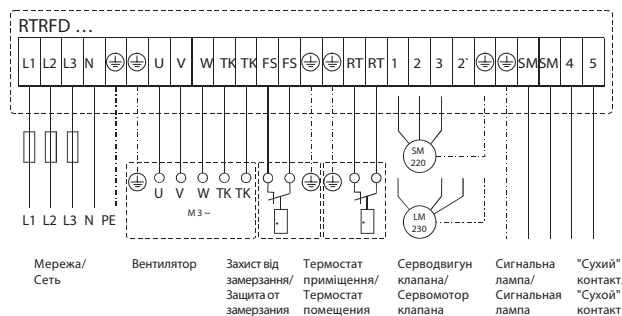 RTRFD ...
L1 L2 L3 N U V W TK TK FS FS RT RT 1 2 3 2` SM SM 4 5
U V W TK TK
M 3 ~
SM
220
LM
230
L1 L2 L3 N PE
Мережа/
Сеть
Вентилятор
Захист від
замерзання/
Защита от
замерзания
Термостат
приміщення/
Термостат
помещения
Серводвигун
клапана/
Сервомотор
клапана
Сигнальна
лампа/
Сигнальная
лампа
"Сухий"
контакт/
"Сухой"
контакт